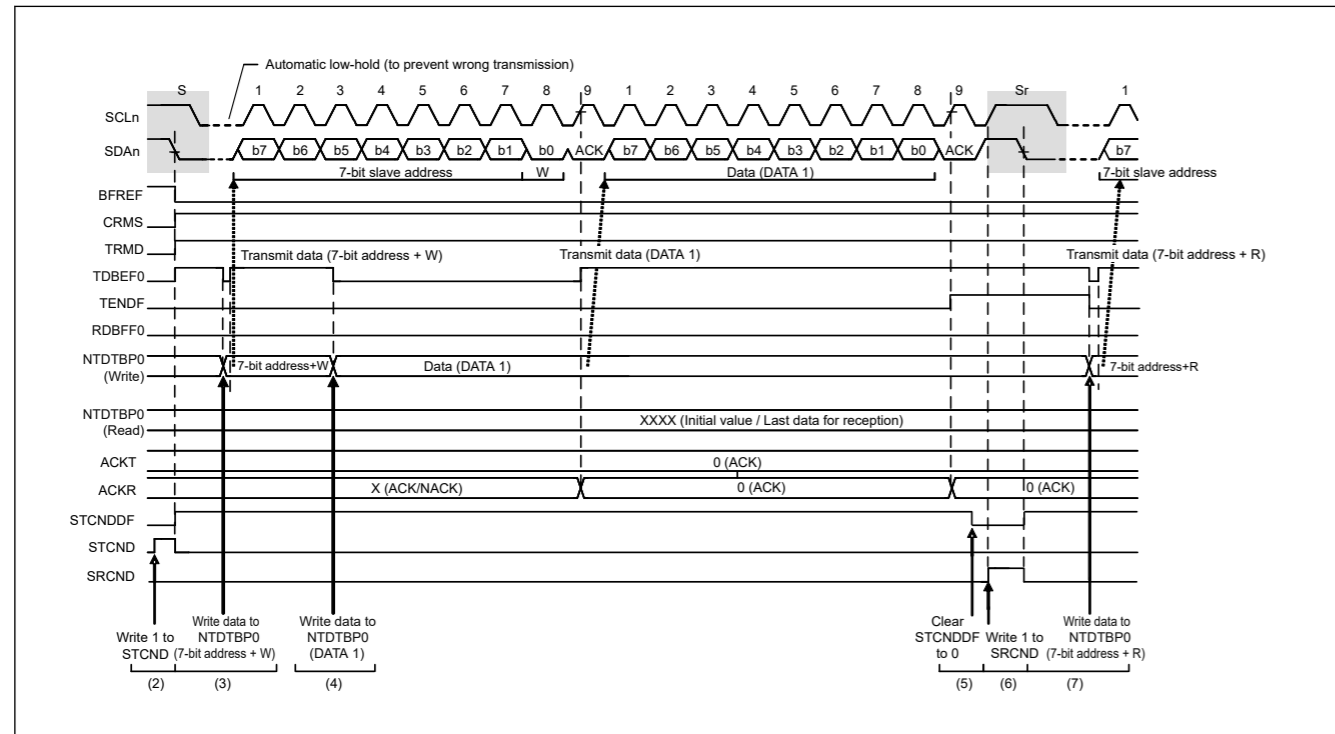 Automatic low-hold (to prevent wrong transmission)
S 1 2 3 4 5 6 7 8 9 1 2 3 4 5 6 7 8 9 Sr 1
SCLn
SDAn b7 b6 b5 b4 b3 b2 b1 b0 ACK b7 b6 b5 b4 b3 b2 b1 b0 ACK b7
7-bit slave address W Data (DATA 1) 7-bit slave address
BFREF
CRMS
TRMD
Transmit data (7-bit address + W) Transmit data (DATA 1) Transmit data (7-bit address + R)
TDBEF0
TENDF
RDBFF0
NTDTBP0
(Write)
7-bit address+W Data (DATA 1) 7-bit address+R
NTDTBP0
(Read)
XXXX (Initial value / Last data for reception)
ACKT 0 (ACK)
ACKR X (ACK/NACK) 0 (ACK) 0 (ACK)
STCNDDF
STCND
SRCND
Write 1 to
STCND
Write data to
NTDTBP0
(7-bit address + W)
Write data to
NTDTBP0
(DATA 1)
Clear
STCNDDF
to 0
Write 1 to
SRCND
Write data to
NTDTBP0
(7-bit address + R)
(2) (3) (4) (5) (6) (7)